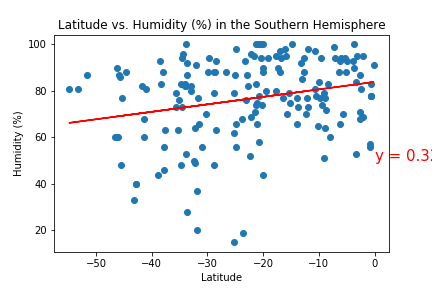 Latitude vs. Humidity (%) in the Southern Hemisphere
100
80
60
40
20
Humidity (%)
y = 0.32
−50
−40
−30
−20
−10
0
Latitude